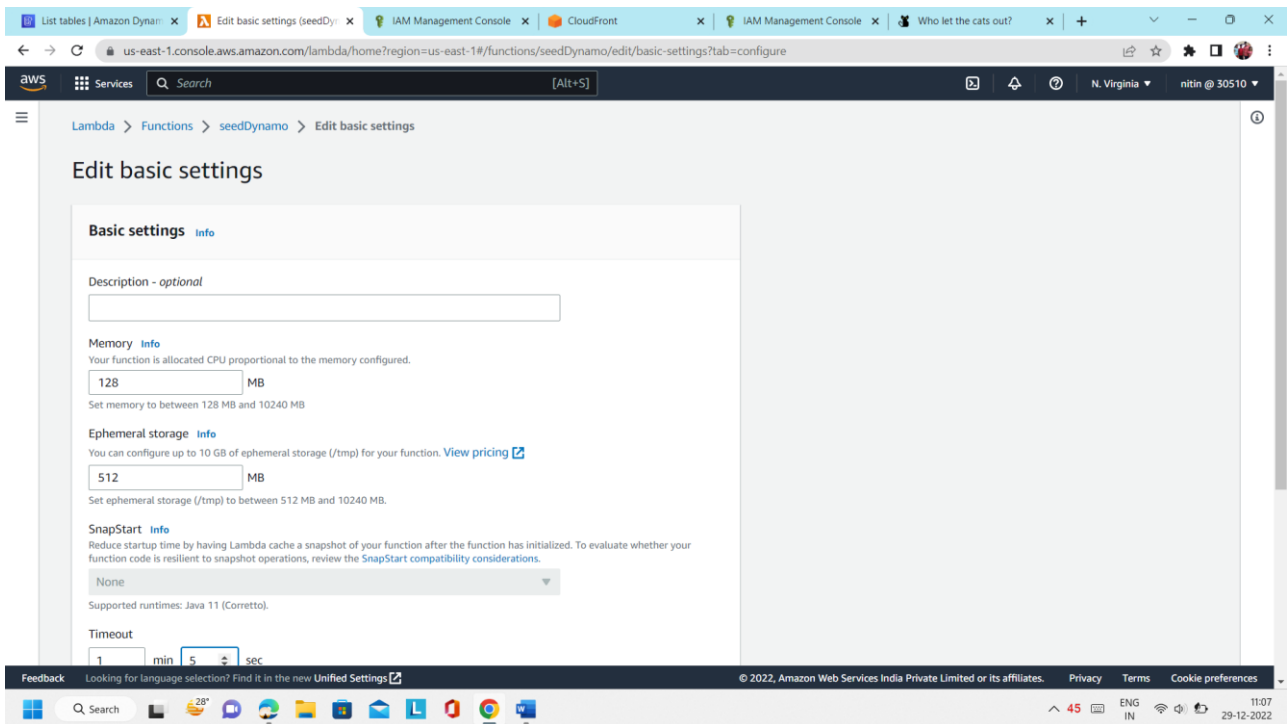 List tables | Amazon Dynam
Edit basic settings (seedDyn
IAM Management Console
CloudFront
IAM Management Console
Who let the cats out?
us-east-1.console.aws.amazon.com/lambda/home?region=us-east-1#/functions/seedDynamo/edit/basic-settings?tab=configure
aws
Services
Search
[Alt+S]
N. Virginia
nitin @ 30510
Lambda > Functions > seedDynamo > Edit basic settings
Edit basic settings
Basic settings Info
Description - optional
Memory Info
Your function is allocated CPU proportional to the memory configured.
128 MB
Set memory to between 128 MB and 10240 MB
Ephemeral storage Info
You can configure up to 10 GB of ephemeral storage (/tmp) for your function. View pricing
512 MB
Set ephemeral storage (/tmp) to between 512 MB and 10240 MB.
SnapStart Info
Reduce startup time by having Lambda cache a snapshot of your function after the function has initialized. To evaluate whether your
function code is resilient to snapshot operations, review the SnapStart compatibility considerations.
None
Supported runtimes: Java 11 (Corretto).
Timeout
1 min 5 sec
Feedback Looking for language selection? Find it in the new Unified Settings
© 2022, Amazon Web Services India Private Limited or its affiliates. Privacy Terms Cookie preferences
Search
28°
L
45
ENG
IN
11:07
29-12-2022